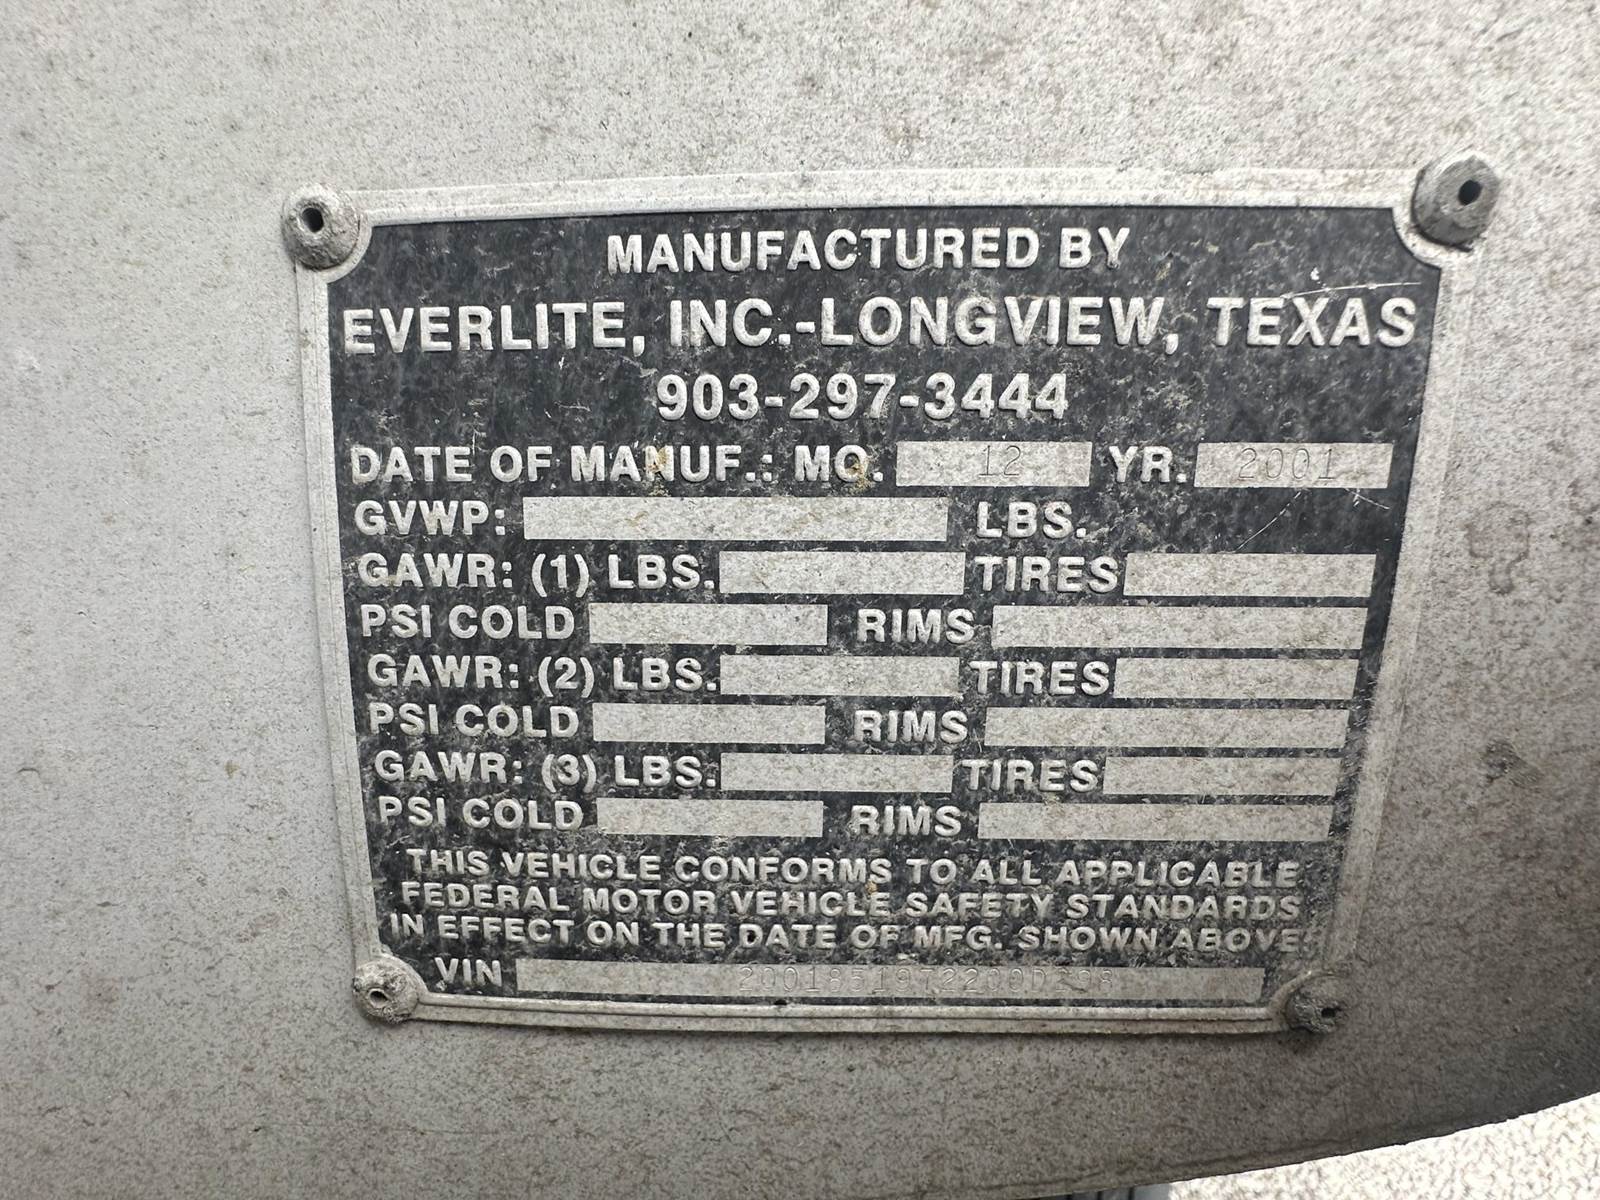 MANUFACTURED BY
EVERLITE, INC.-LONGVIEW, TEXAS
903-297-3444
DATE OF MANUF.: MO. 12 YR. 2001
GVWP: LBS.
GAWR: (1) LBS. TIRES
PSI COLD RIMS
GAWR: (2) LBS. TIRES
PSI COLD RIMS
GAWR: (3) LBS. TIRES
PSI COLD RIMS
THIS VEHICLE CONFORMS TO ALL APPLICABLE
FEDERAL MOTOR VEHICLE SAFETY STANDARDS
IN EFFECT ON THE DATE OF MFG. SHOWN ABOVE.
VIN